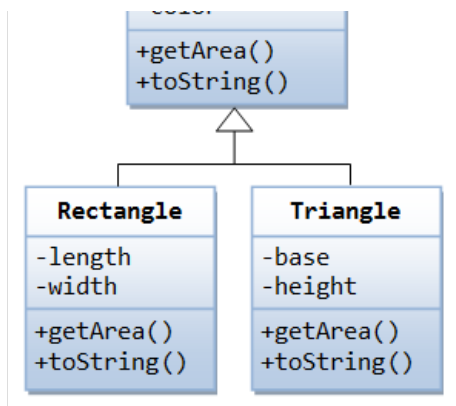 +getArea()
+toString()
Rectangle
-length
-width
+getArea()
+toString()
Triangle
-base
-height
+getArea()
+toString()